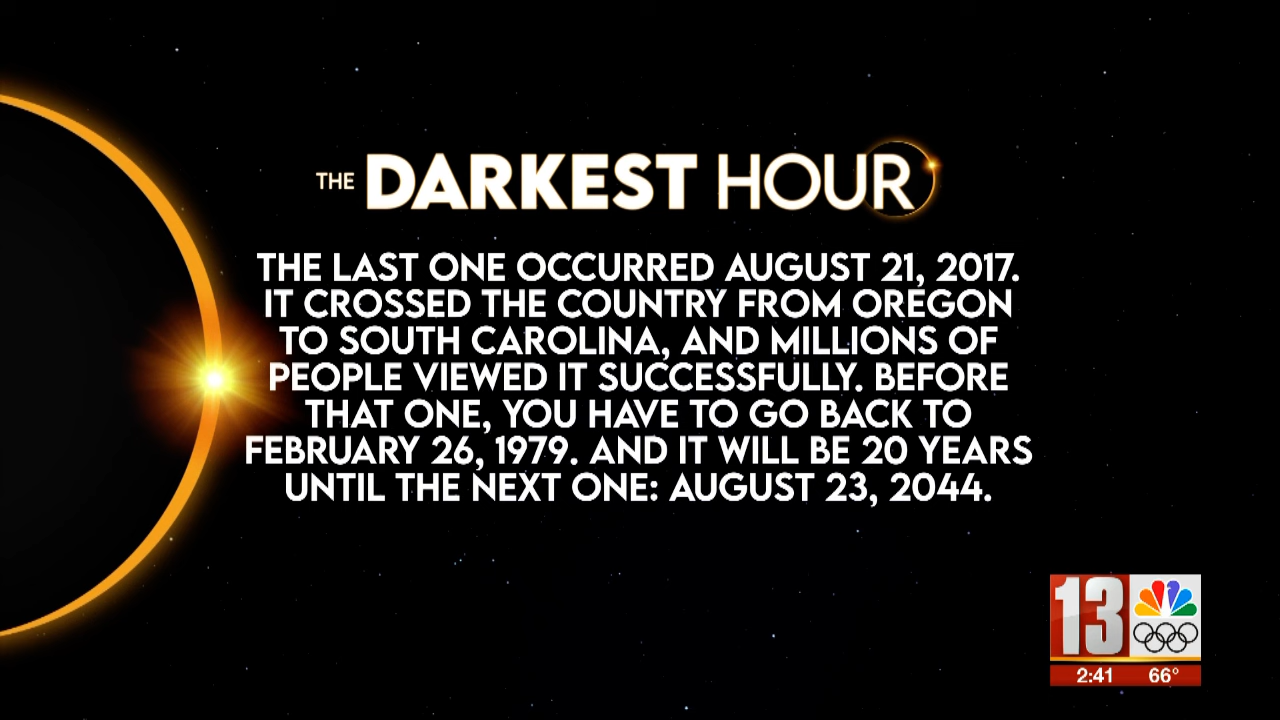 THE DARKEST HOUR
THE LAST ONE OCCURRED AUGUST 21, 2017.
IT CROSSED THE COUNTRY FROM OREGON
TO SOUTH CAROLINA, AND MILLIONS OF
PEOPLE VIEWED IT SUCCESSFULLY. BEFORE
THAT ONE, YOU HAVE TO GO BACK TO
FEBRUARY 26, 1979. AND IT WILL BE 20 YEARS
UNTIL THE NEXT ONE: AUGUST 23, 2044.
13
2:41 66°